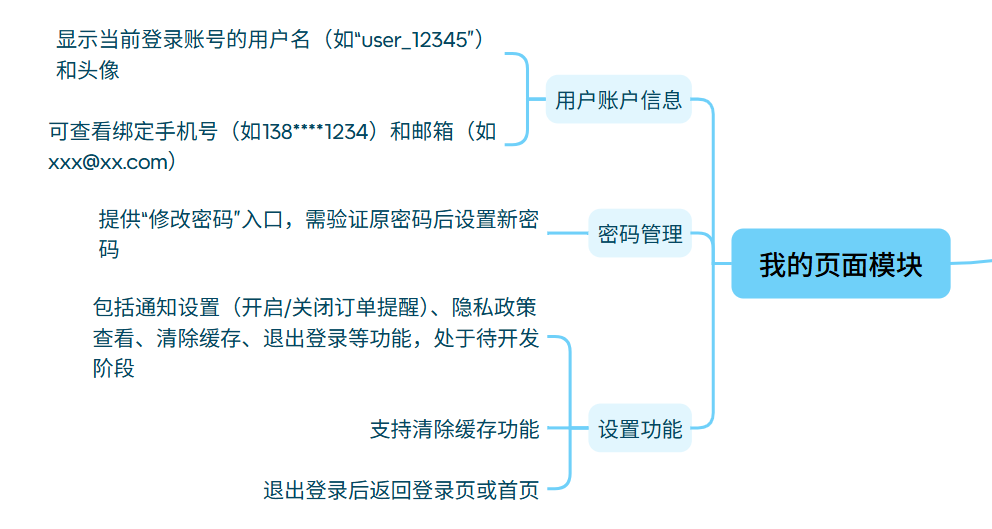 显示当前登录账号的用户名（如“user_12345”）
和头像
用户账户信息
可查看绑定手机号（如138****1234）和邮箱（如
xxx@xx.com）
提供“修改密码”入口，需验证原密码后设置新密
码
密码管理
我的页面模块
包括通知设置（开启/关闭订单提醒）、隐私政策
查看、清除缓存、退出登录等功能，处于待开发
阶段
支持清除缓存功能
设置功能
退出登录后返回登录页或首页